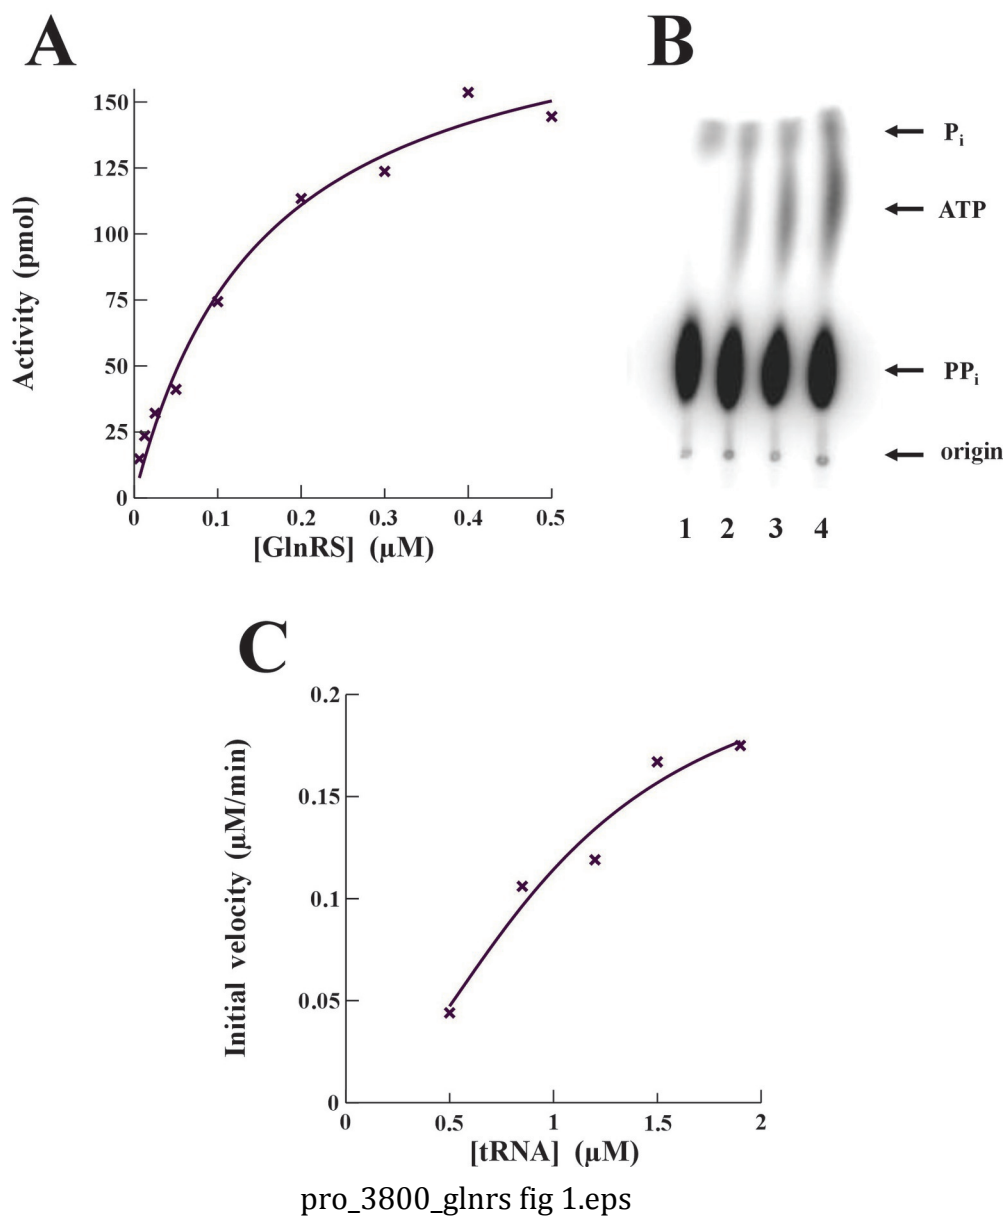 A
B
150
125
100
75
50
25
0
Activity (pmol)
0 0.1 0.2 0.3 0.4 0.5
[GlnRS] (μM)
Pᵢ
ATP
PPᵢ
origin
1 2 3 4
C
0.2
0.15
0.1
0.05
0
Initial velocity (μM/min)
0 0.5 1 1.5 2
[tRNA] (μM)
pro_3800_glnrs fig 1.eps